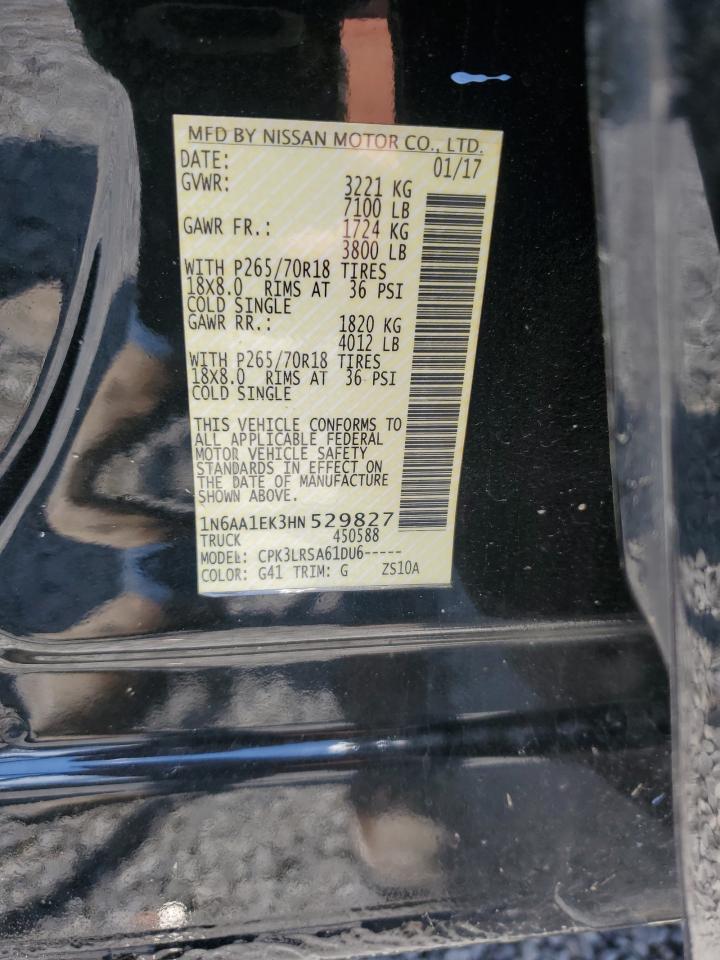 MFD BY NISSAN MOTOR CO., LTD.
DATE: 01/17
GVWR: 3221 KG
7100 LB
GAWR FR.: 1724 KG
3800 LB
WITH P265/70R18 TIRES
18X8.0 RIMS AT 36 PSI
COLD SINGLE
GAWR RR.: 1820 KG
4012 LB
WITH P265/70R18 TIRES
18X8.0 RIMS AT 36 PSI
COLD SINGLE
THIS VEHICLE CONFORMS TO
ALL APPLICABLE FEDERAL
MOTOR VEHICLE SAFETY
STANDARDS IN EFFECT ON
THE DATE OF MANUFACTURE
SHOWN ABOVE.
1N6AA1EK3HN529827
TRUCK 450588
MODEL: CPK3LRSA61DU6-----
COLOR: G41 TRIM: G ZS10A